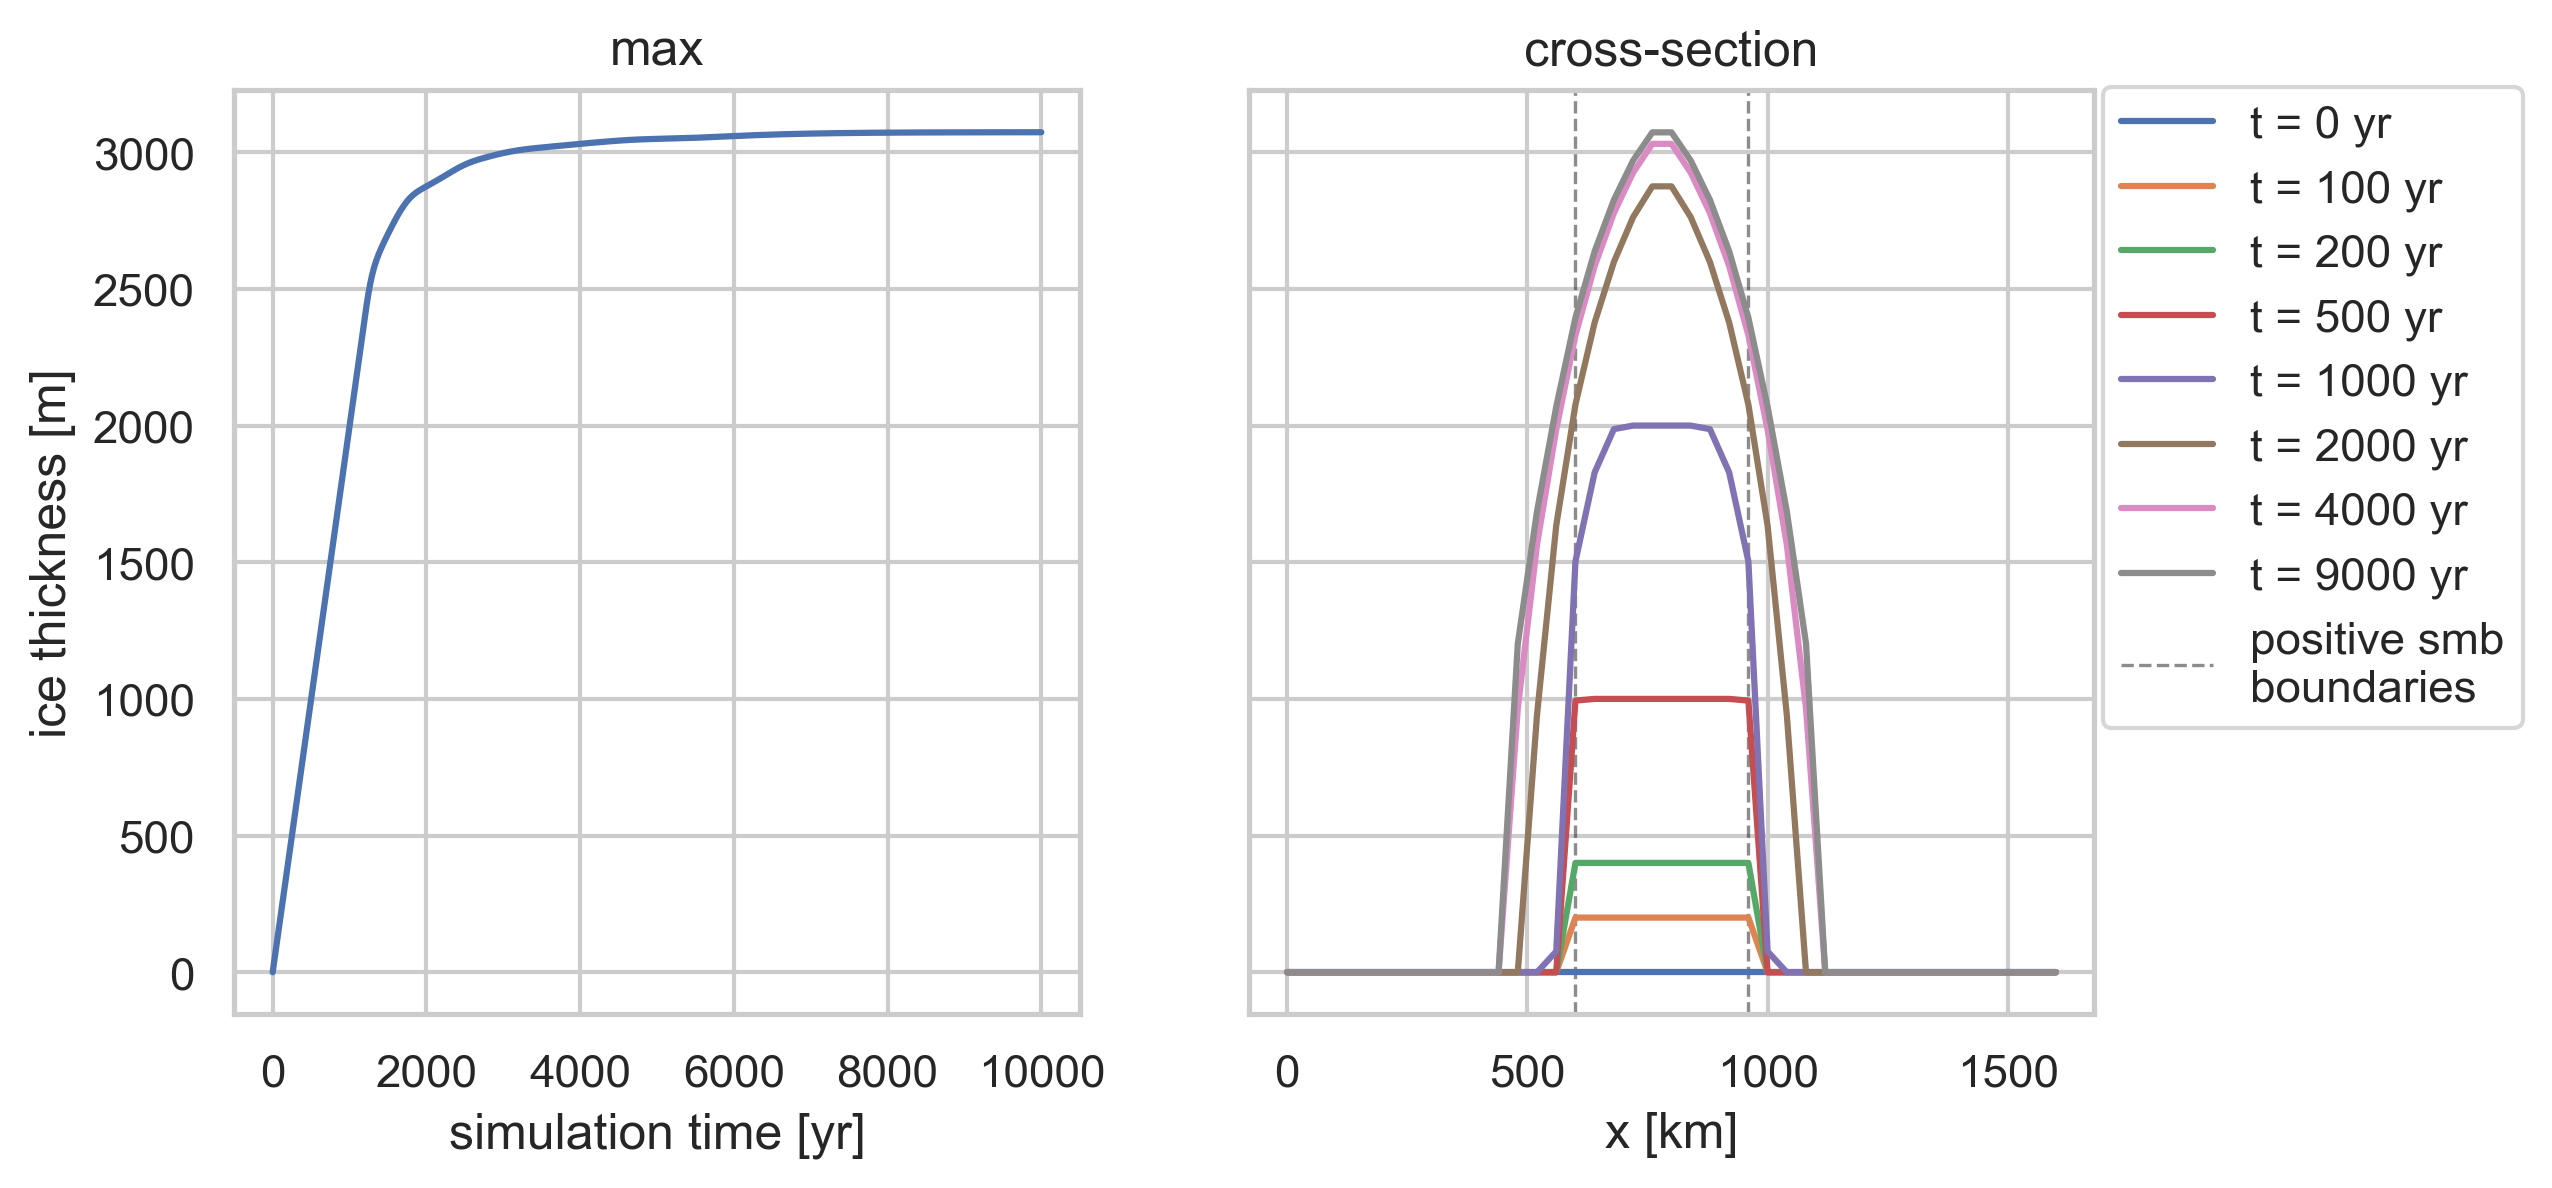 max
3000
2500
2000
1500
1000
500
0
ice thickness [m]
0 2000 4000 6000 8000 10000
simulation time [yr]
cross-section
0 500 1000 1500
x [km]
t = 0 yr
t = 100 yr
t = 200 yr
t = 500 yr
t = 1000 yr
t = 2000 yr
t = 4000 yr
t = 9000 yr
positive smb
boundaries